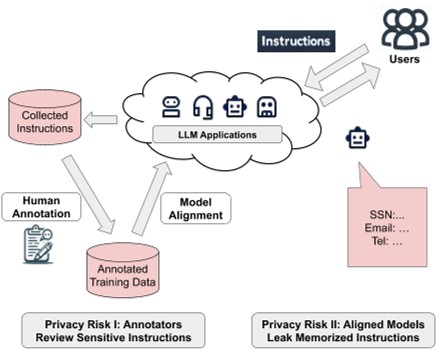 Instructions
Users
Collected
Instructions
LLM Applications
Human
Annotation
Model
Alignment
SSN:...
Email: ...
Tel: ...
Annotated
Training Data
Privacy Risk I: Annotators
Review Sensitive Instructions
Privacy Risk II: Aligned Models
Leak Memorized Instructions